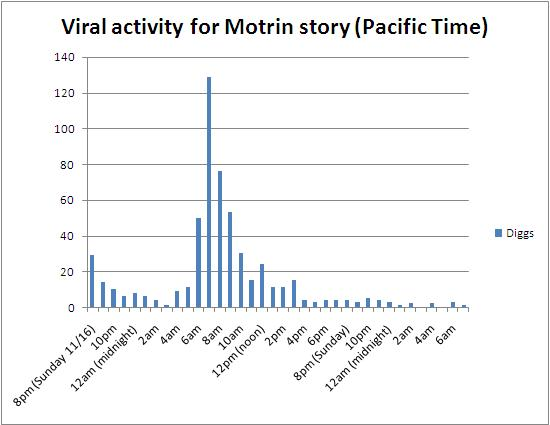 Viral activity for Motrin story (Pacific Time)
140
120
100
80
60
40
20
0
8pm (Sunday 11/16)
10pm
12am (midnight)
2am
4am
6am
8am
10am
12pm (noon)
2pm
4pm
6pm
8pm (Sunday)
10pm
12am (midnight)
2am
4am
6am
Diggs